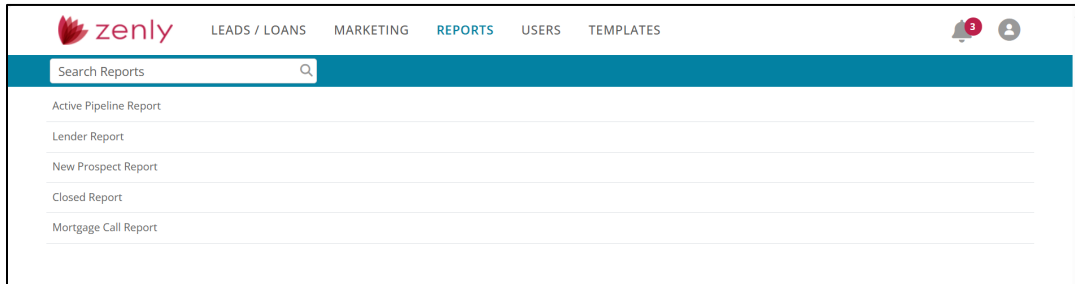 zenly LEADS / LOANS MARKETING REPORTS USERS TEMPLATES 3
Search Reports
Active Pipeline Report
Lender Report
New Prospect Report
Closed Report
Mortgage Call Report